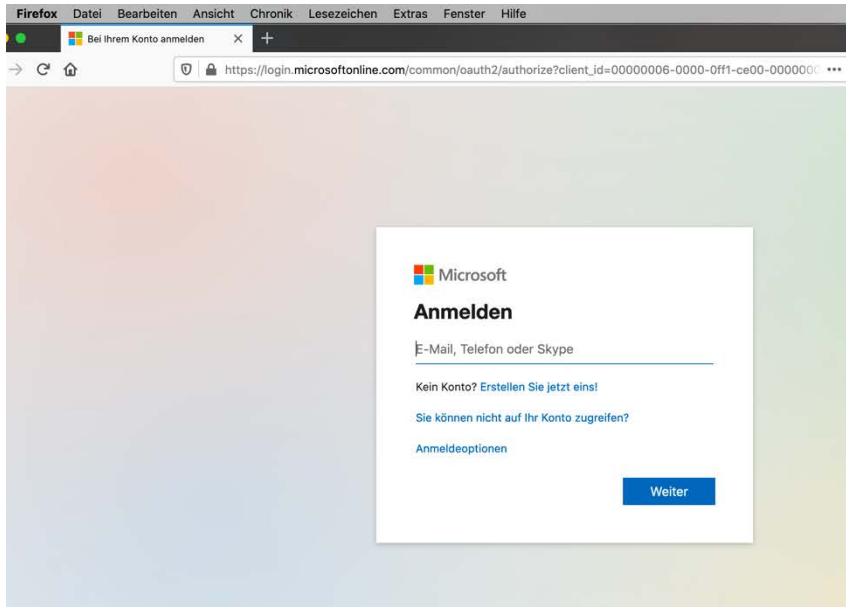 Firefox Datei Bearbeiten Ansicht Chronik Lesezeichen Extras Fenster Hilfe
Bei Ihrem Konto anmelden
https://login.microsoftonline.com/common/oauth2/authorize?client_id=00000006-0000-0ff1-ce00-000000
Microsoft
Anmelden
E-Mail, Telefon oder Skype
Kein Konto? Erstellen Sie jetzt eins!
Sie können nicht auf Ihr Konto zugreifen?
Anmeldeoptionen
Weiter